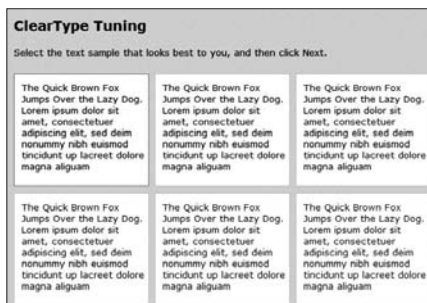 ClearType Tuning
Select the text sample that looks best to you, and then click Next.
The Quick Brown Fox
Jumps Over the Lazy Dog.
Lorem ipsum dolor sit
amet, consectetuer
adipiscing elit, sed deim
nonummy nibh euismod
tincidunt up lacreet dolore
magna aliguam
The Quick Brown Fox
Jumps Over the Lazy Dog.
Lorem ipsum dolor sit
amet, consectetuer
adipiscing elit, sed deim
nonummy nibh euismod
tincidunt up lacreet dolore
magna aliguam
The Quick Brown Fox
Jumps Over the Lazy Dog.
Lorem ipsum dolor sit
amet, consectetuer
adipiscing elit, sed deim
nonummy nibh euismod
tincidunt up lacreet dolore
magna aliguam
The Quick Brown Fox
Jumps Over the Lazy Dog.
Lorem ipsum dolor sit
amet, consectetuer
adipiscing elit, sed deim
nonummy nibh euismod
tincidunt up lacreet dolore
magna aliguam
The Quick Brown Fox
Jumps Over the Lazy Dog.
Lorem ipsum dolor sit
amet, consectetuer
adipiscing elit, sed deim
nonummy nibh euismod
tincidunt up lacreet dolore
magna aliguam
The Quick Brown Fox
Jumps Over the Lazy Dog.
Lorem ipsum dolor sit
amet, consectetuer
adipiscing elit, sed deim
nonummy nibh euismod
tincidunt up lacreet dolore
magna aliguam